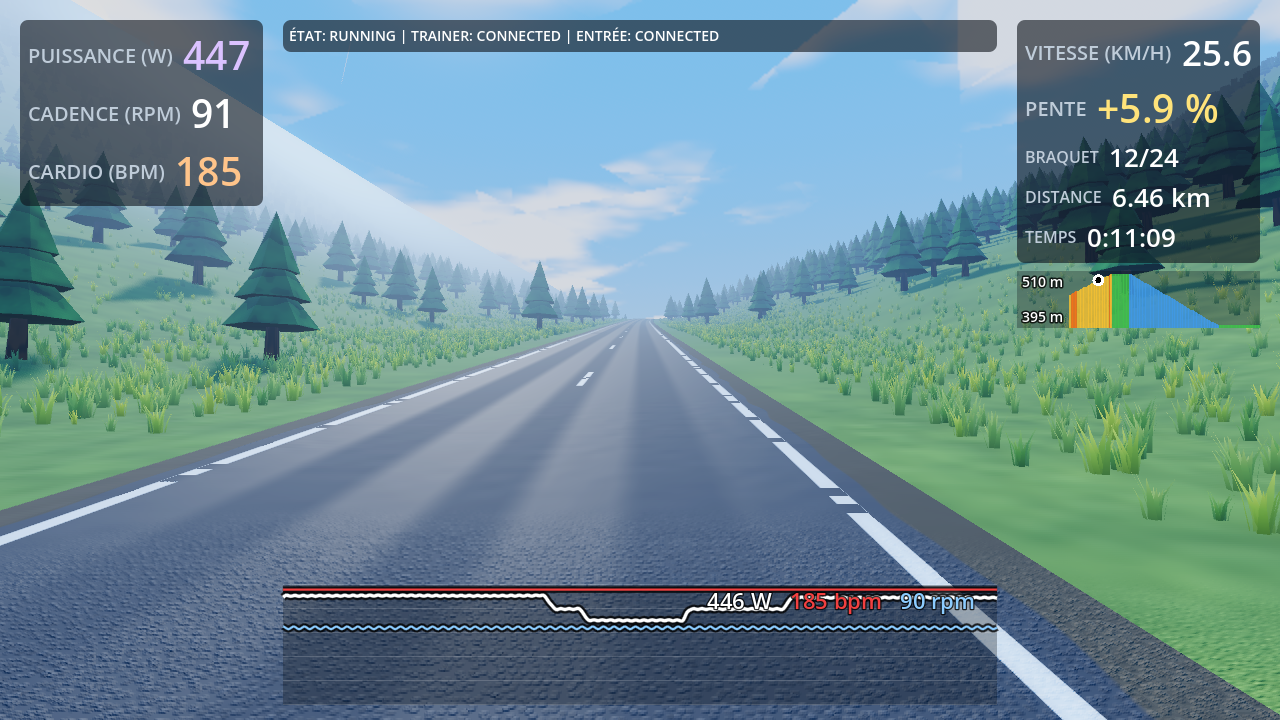 PUISSANCE (W) 447
CADENCE (RPM) 91
CARDIO (BPM) 185
ÉTAT: RUNNING | TRAINER: CONNECTED | ENTRÉE: CONNECTED
VITESSE (KM/H) 25.6
PENTE +5.9 %
BRAQUET 12/24
DISTANCE 6.46 km
TEMPS 0:11:09
510 m
395 m
446 W 185 bpm 90 rpm